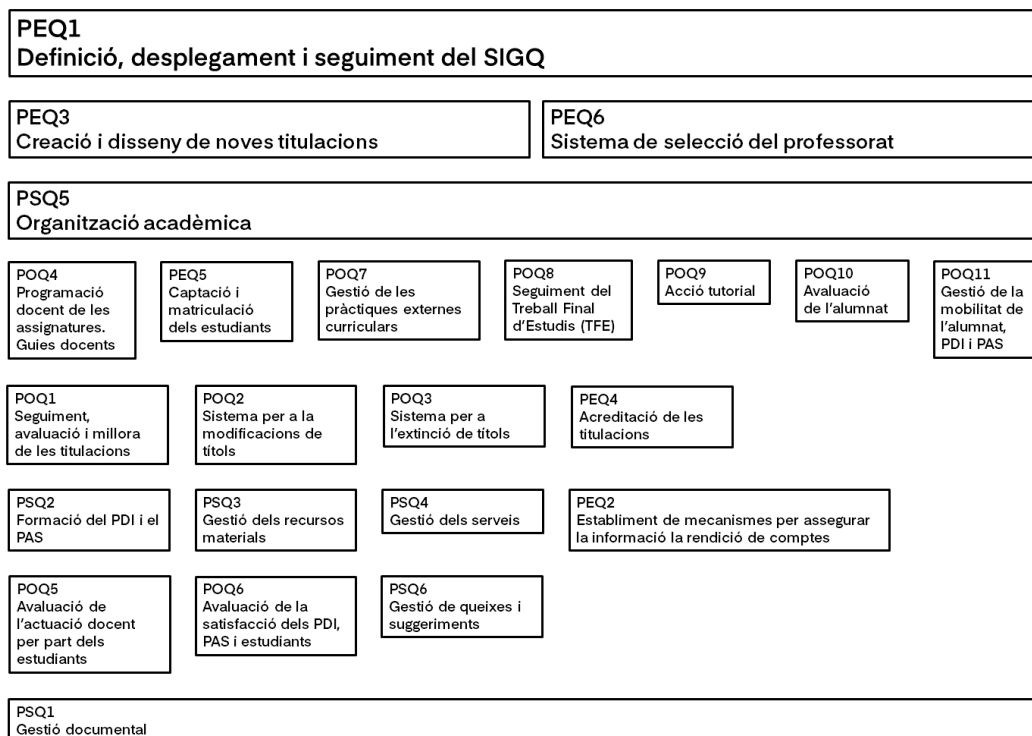 PEQ1
Definició, desplegament i seguiment del SIGQ
PEQ3
Creació i disseny de noves titulacions
PEQ6
Sistema de selecció del professorat
PSQ5
Organització acadèmica
POQ4
Programació
docent de les
assignatures.
Guies docents
PEQ5
Captació i
matriculació
dels estudiants
POQ7
Gestió de les
pràctiques externes
curriculars
POQ8
Seguiment del
Treball Final
d'Estudis (TFE)
POQ9
Acció tutorial
POQ10
Avaluació
de l'alumnat
POQ11
Gestió de la
mobilitat de
l'alumnat,
PDI i PAS
POQ1
Seguiment,
avaluació i millora
de les titulacions
POQ2
Sistema per a la
modificacions de
títols
POQ3
Sistema per a
l'extinció de títols
PEQ4
Acreditació de les
titulacions
PSQ2
Formació del PDI i el
PAS
PSQ3
Gestió dels recursos
materials
PSQ4
Gestió dels serveis
PEQ2
Establiment de mecanismes per assegurar
la informació la rendició de comptes
POQ5
Avaluació de
l'actuació docent
per part dels
estudiants
POQ6
Avaluació de la
satisfacció dels PDI,
PAS i estudiants
PSQ6
Gestió de queixes i
suggeriments
PSQ1
Gestió documental